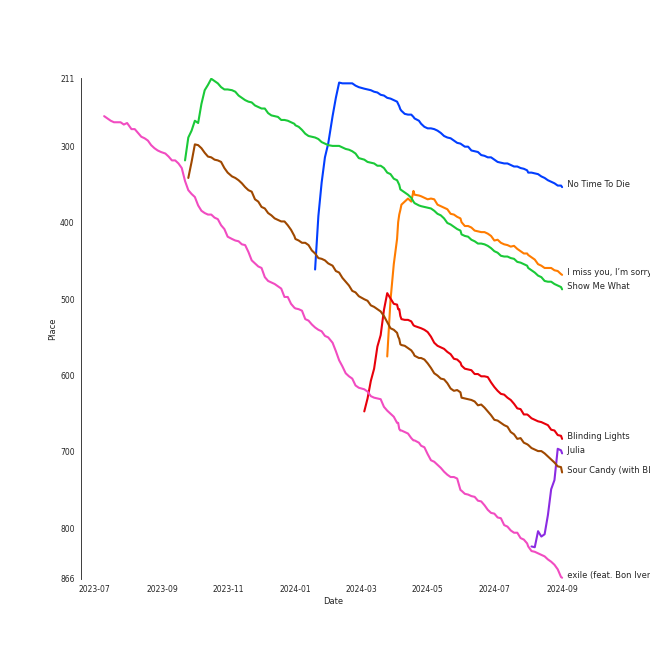 211
300
400
500
600
700
800
866
Place
2023-07
2023-09
2023-11
2024-01
2024-03
2024-05
2024-07
2024-09
Date
No Time To Die
I miss you, I'm sorry
Show Me What
Blinding Lights
Julia
Sour Candy (with Bl
exile (feat. Bon Iver